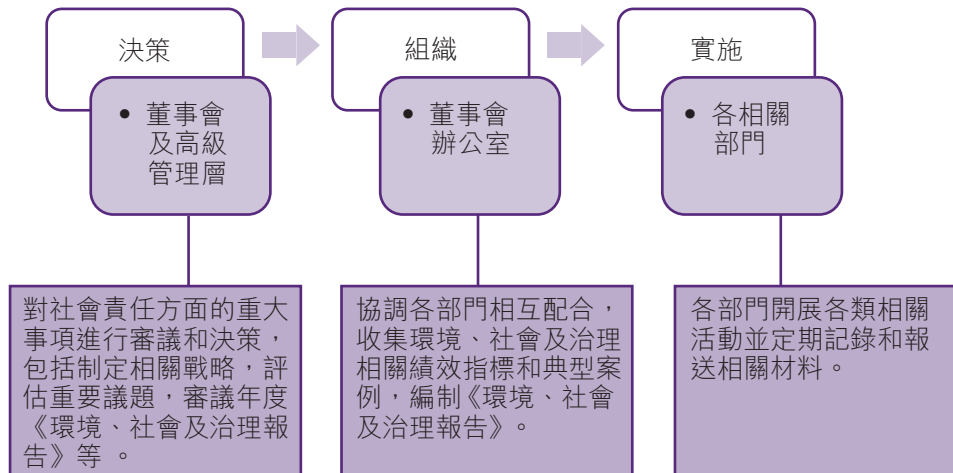 決策
組織
實施
• 董事會
及高級
管理層
• 董事會
辦公室
• 各相關
部門
對社會責任方面的重大
事項進行審議和決策，
包括制定相關戰略，評
估重要議題，審議年度
《環境、社會及治理報
告》等 。
協調各部門相互配合，
收集環境、社會及治理
相關績效指標和典型案
例，編制《環境、社會
及治理報告》。
各部門開展各類相關
活動並定期記錄和報
送相關材料。